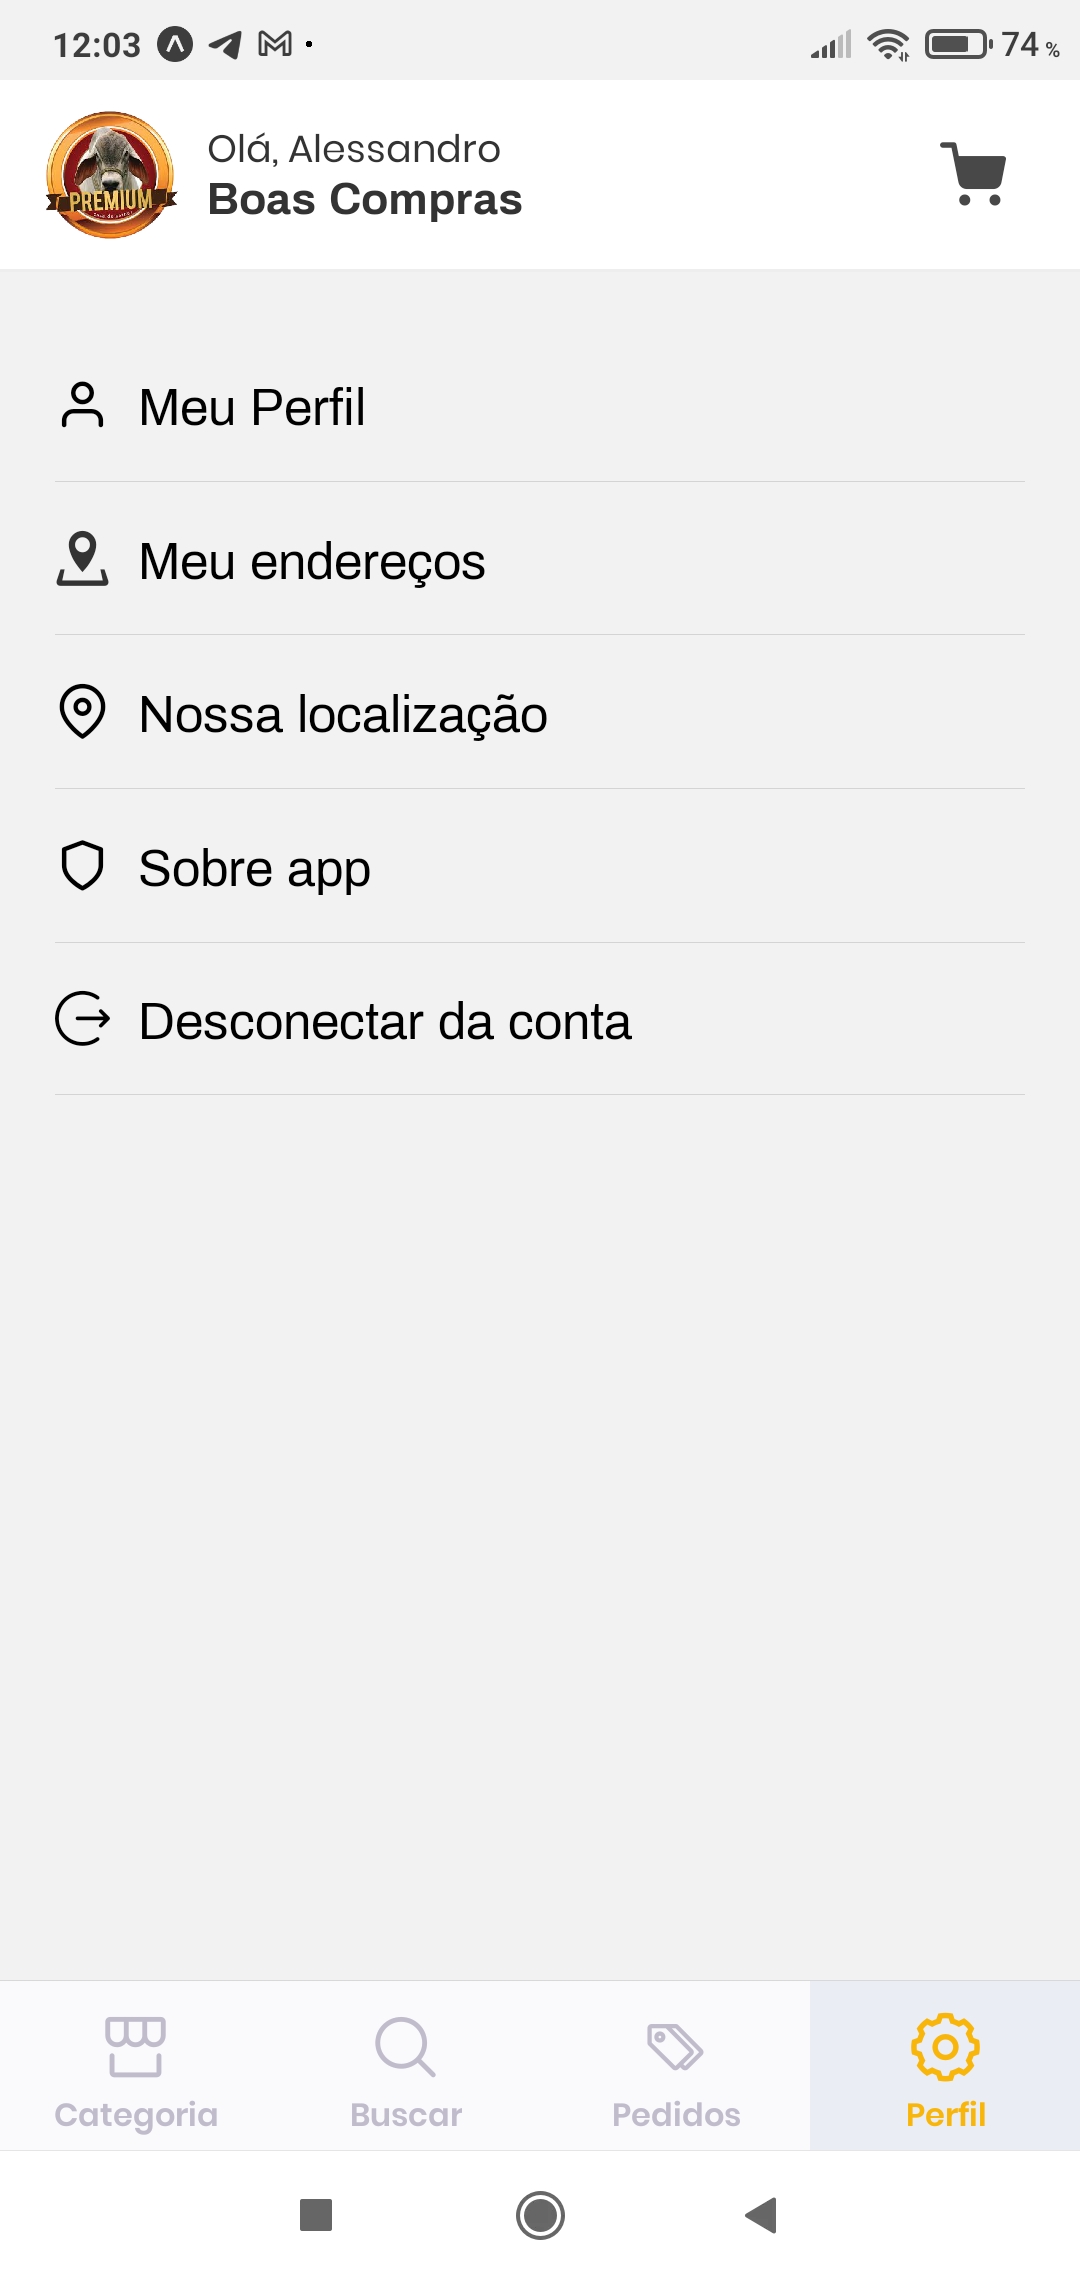 12:03
74 %
PREMIUM
Olá, Alessandro
Boas Compras
Meu Perfil
Meu endereços
Nossa localização
Sobre app
Desconectar da conta
Categoria
Buscar
Pedidos
Perfil